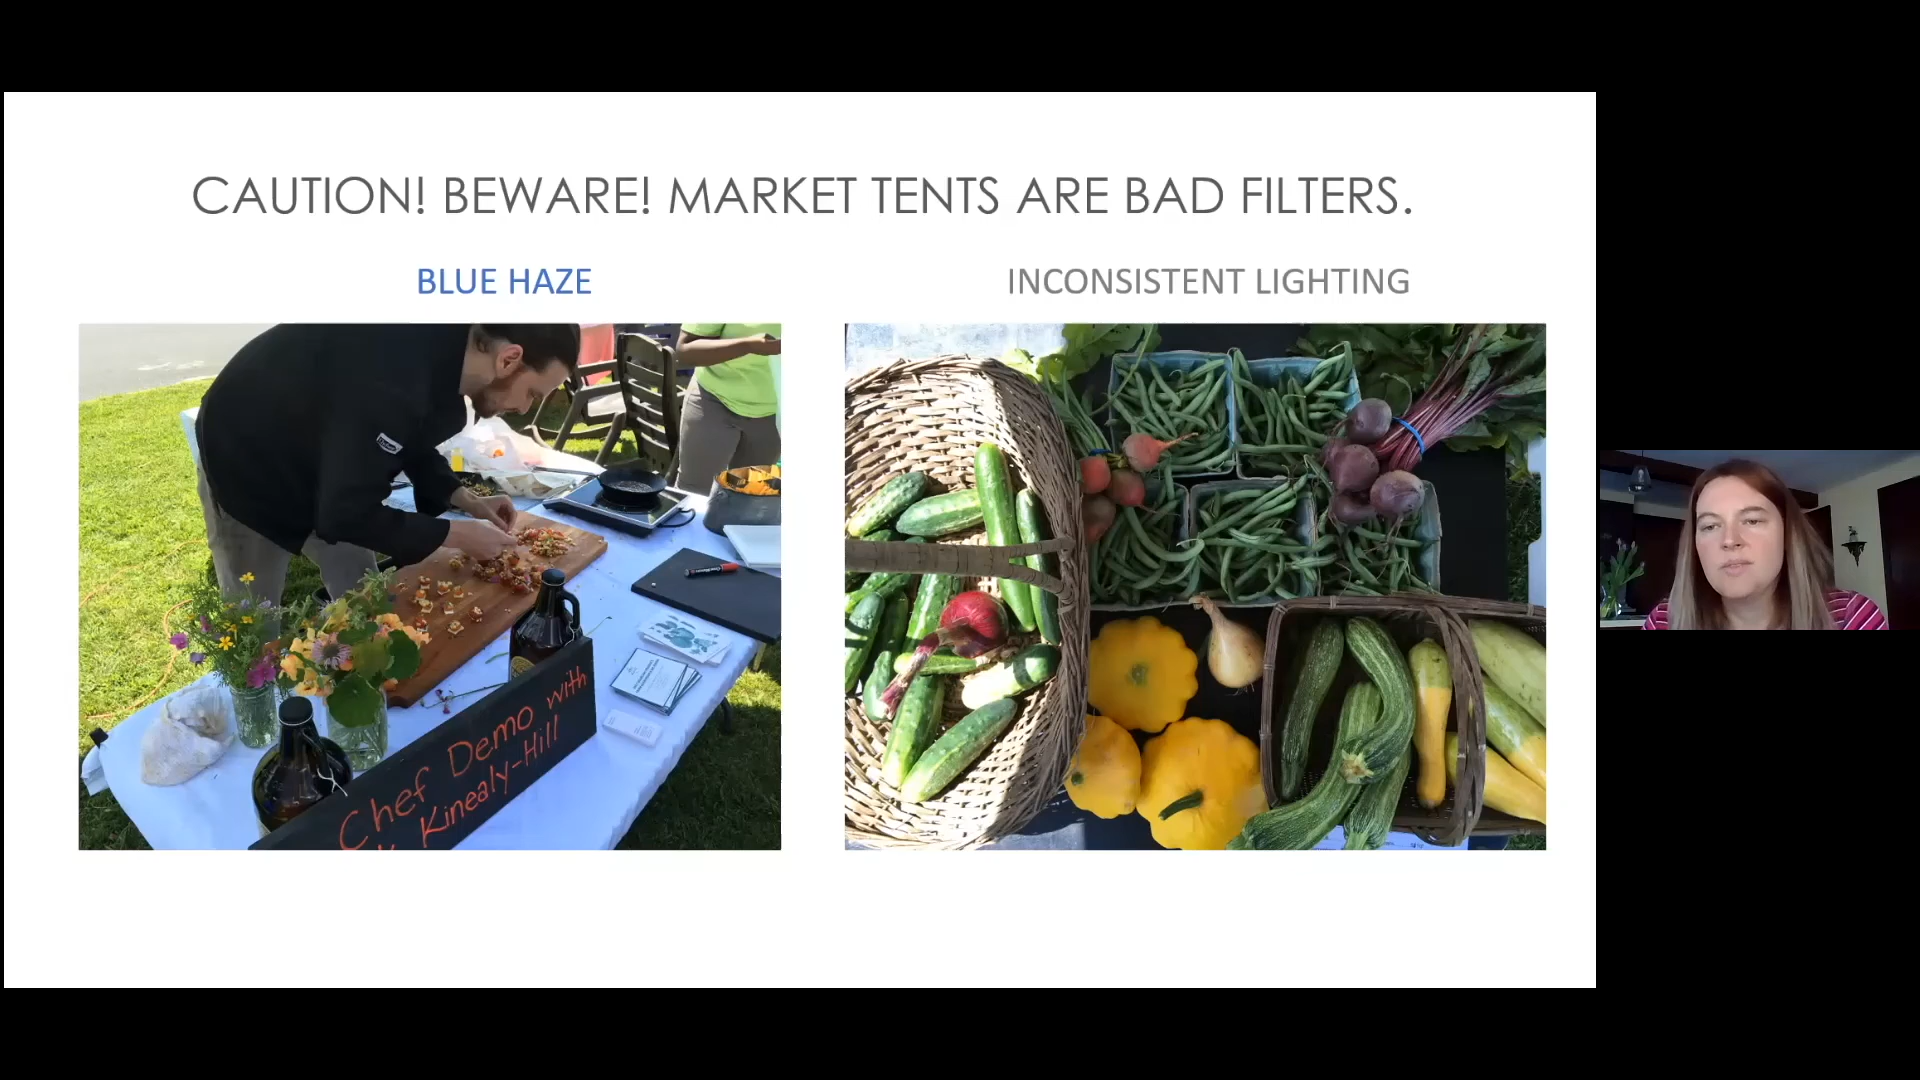 CAUTION! BEWARE! MARKET TENTS ARE BAD FILTERS.
BLUE HAZE
INCONSISTENT LIGHTING
Chef Demo with
Kinealy-Hill